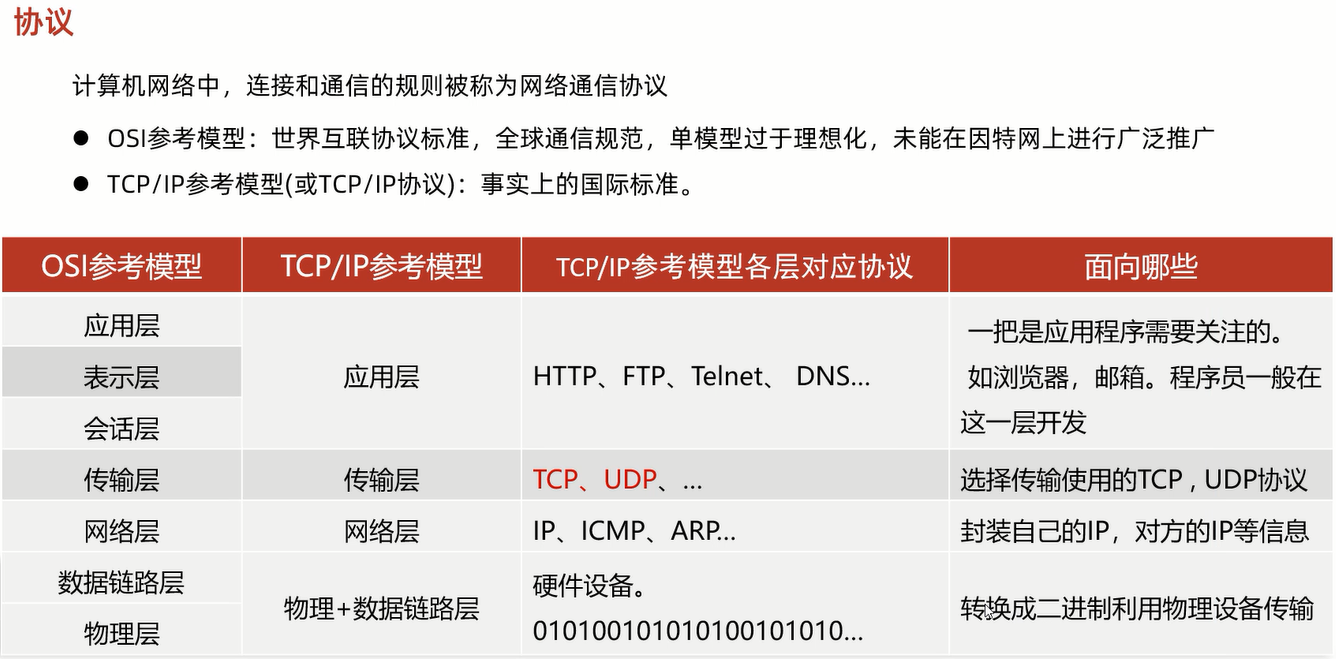 协议
计算机网络中，连接和通信的规则被称为网络通信协议
● OSI参考模型：世界互联协议标准，全球通信规范，单模型过于理想化，未能在因特网上进行广泛推广
● TCP/IP参考模型(或TCP/IP协议)：事实上的国际标准。
OSI参考模型 TCP/IP参考模型 TCP/IP参考模型各层对应协议 面向哪些
应用层
表示层
会话层
应用层
HTTP、FTP、Telnet、 DNS...
一把是应用程序需要关注的。
如浏览器，邮箱。程序员一般在
这一层开发
传输层 传输层 TCP、UDP、... 选择传输使用的TCP , UDP协议
网络层 网络层 IP、ICMP、ARP... 封装自己的IP，对方的IP等信息
数据链路层
物理层
物理+数据链路层
硬件设备。
010100101010100101010...
转换成二进制利用物理设备传输